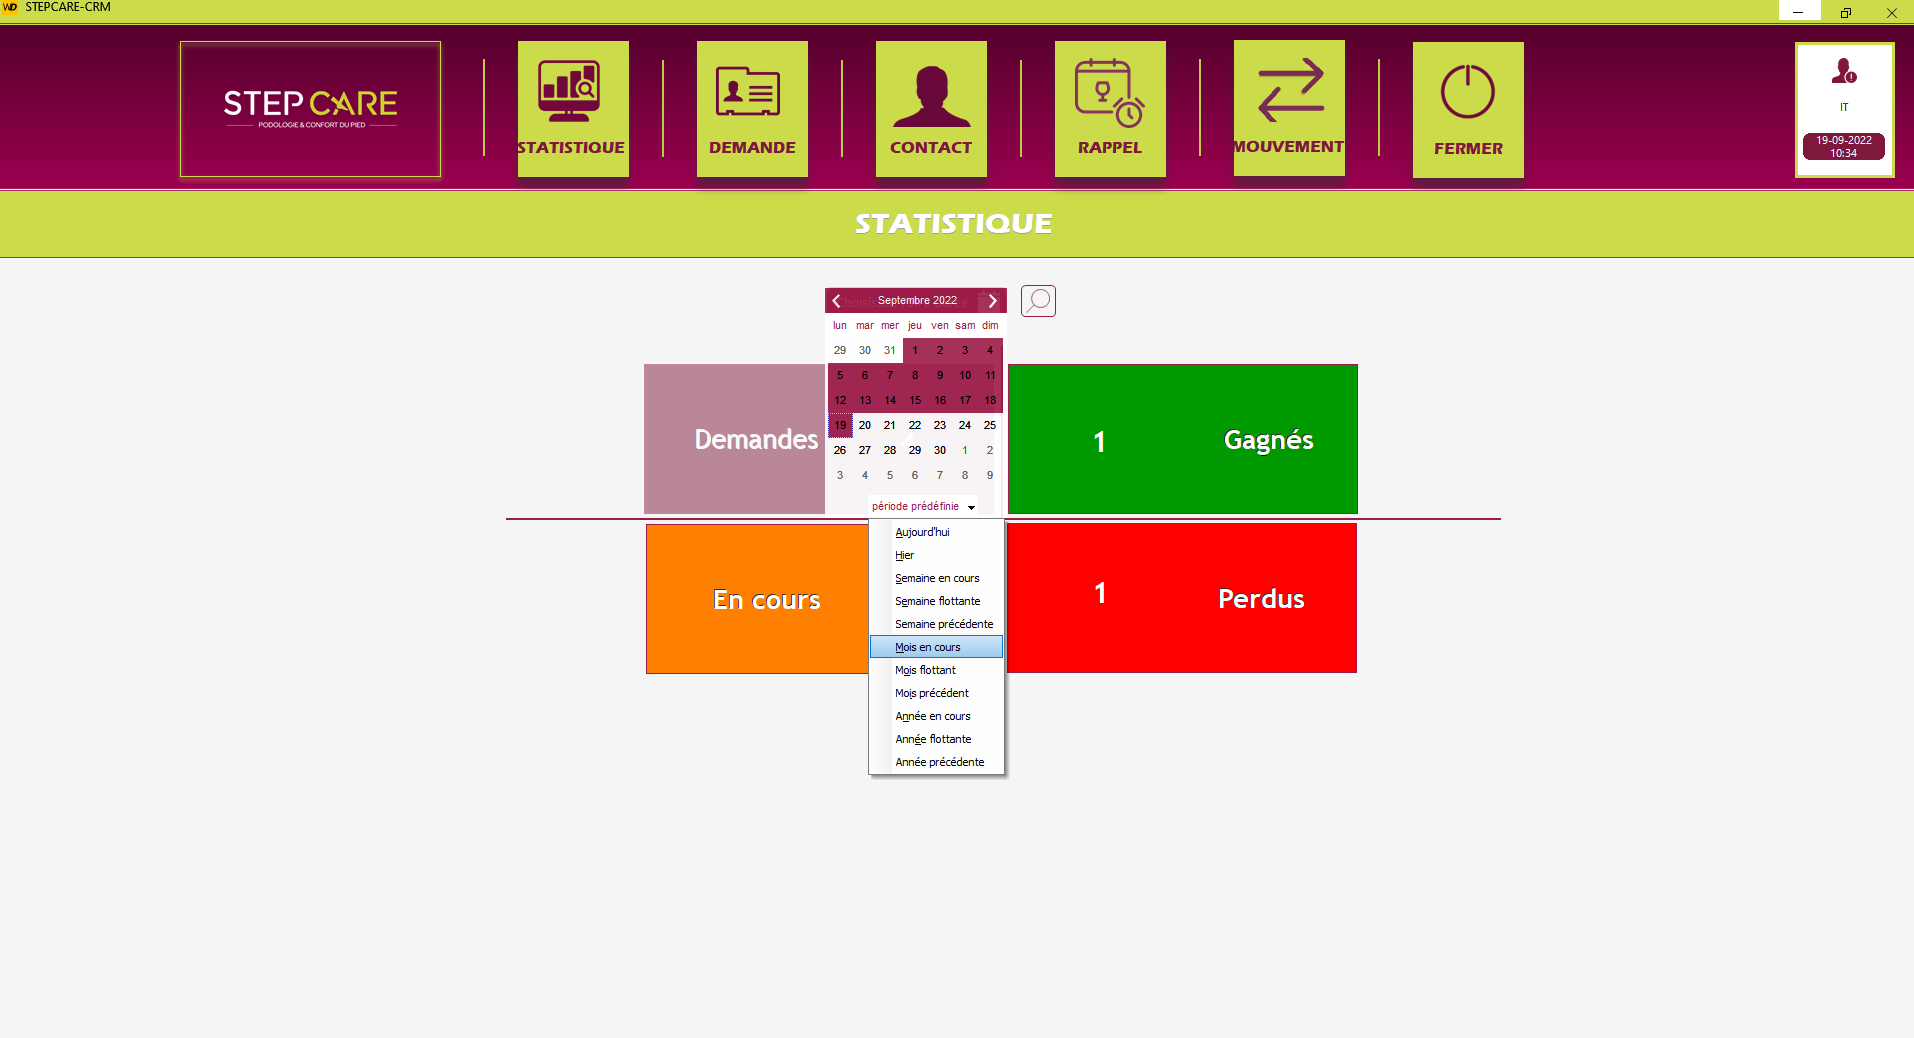 STEPCARE-CRM
STEP CARE
PODOLOGIE & CONFORT DU PIED
STATISTIQUE
DEMANDE
CONTACT
RAPPEL
MOUVEMENT
FERMER
IT
19-09-2022
10:34
STATISTIQUE
Septembre 2022
lun mar mer jeu ven sam dim
29 30 31 1 2 3 4
5 6 7 8 9 10 11
12 13 14 15 16 17 18
19 20 21 22 23 24 25
26 27 28 29 30 1 2
3 4 5 6 7 8 9
période prédéfinie
Aujourd'hui
Hier
Semaine en cours
Semaine flottante
Semaine précédente
Mois en cours
Mois flottant
Mois précédent
Année en cours
Année flottante
Année précédente
Demandes
1 Gagnés
En cours
1 Perdus